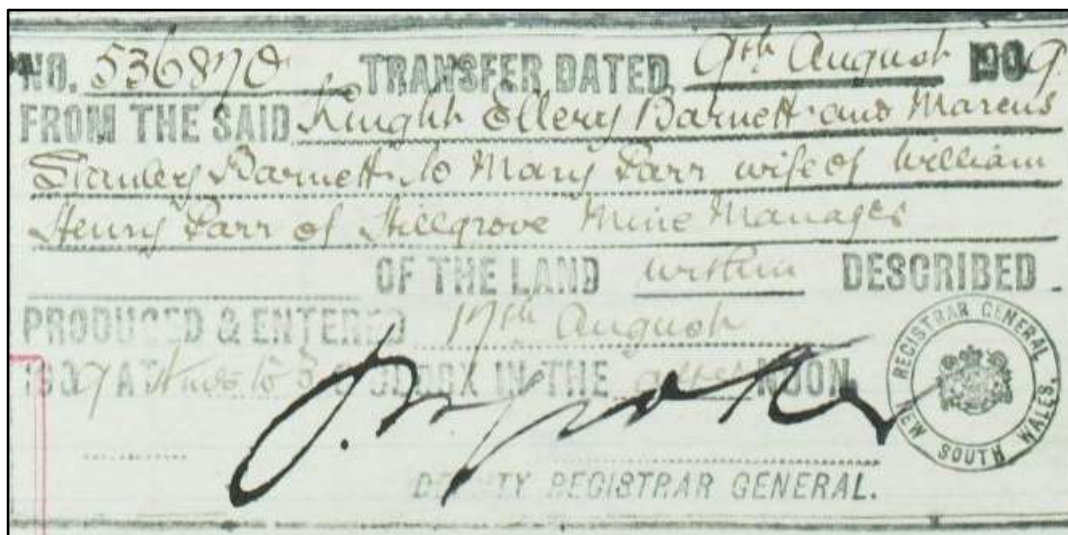 NO. 536870 TRANSFER DATED 9th August 1909
FROM THE SAID Knight Ellery Barnett and Marcus
Stanley Barnett to Mary Parr wife of William
Henry Parr of Hillgrove Mine Manager
OF THE LAND within DESCRIBED
PRODUCED & ENTERED 17th August
1909 AT to 3 O'CLOCK IN THE after NOON.
DEPUTY REGISTRAR GENERAL.
REGISTRAR GENERAL
NEW SOUTH WALES.